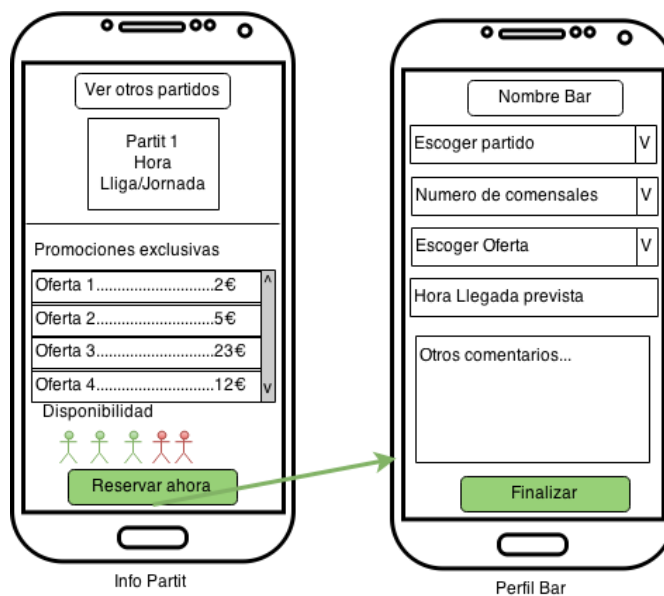 Ver otros partidos
Partit 1
Hora
Lliga/Jornada
Promociones exclusivas
Oferta 1...........................2€
Oferta 2...........................5€
Oferta 3...........................23€
Oferta 4...........................12€
^
V
Disponibilidad
Reservar ahora
Info Partit
Nombre Bar
Escoger partido V
Numero de comensales V
Escoger Oferta V
Hora Llegada prevista
Otros comentarios...
Finalizar
Perfil Bar